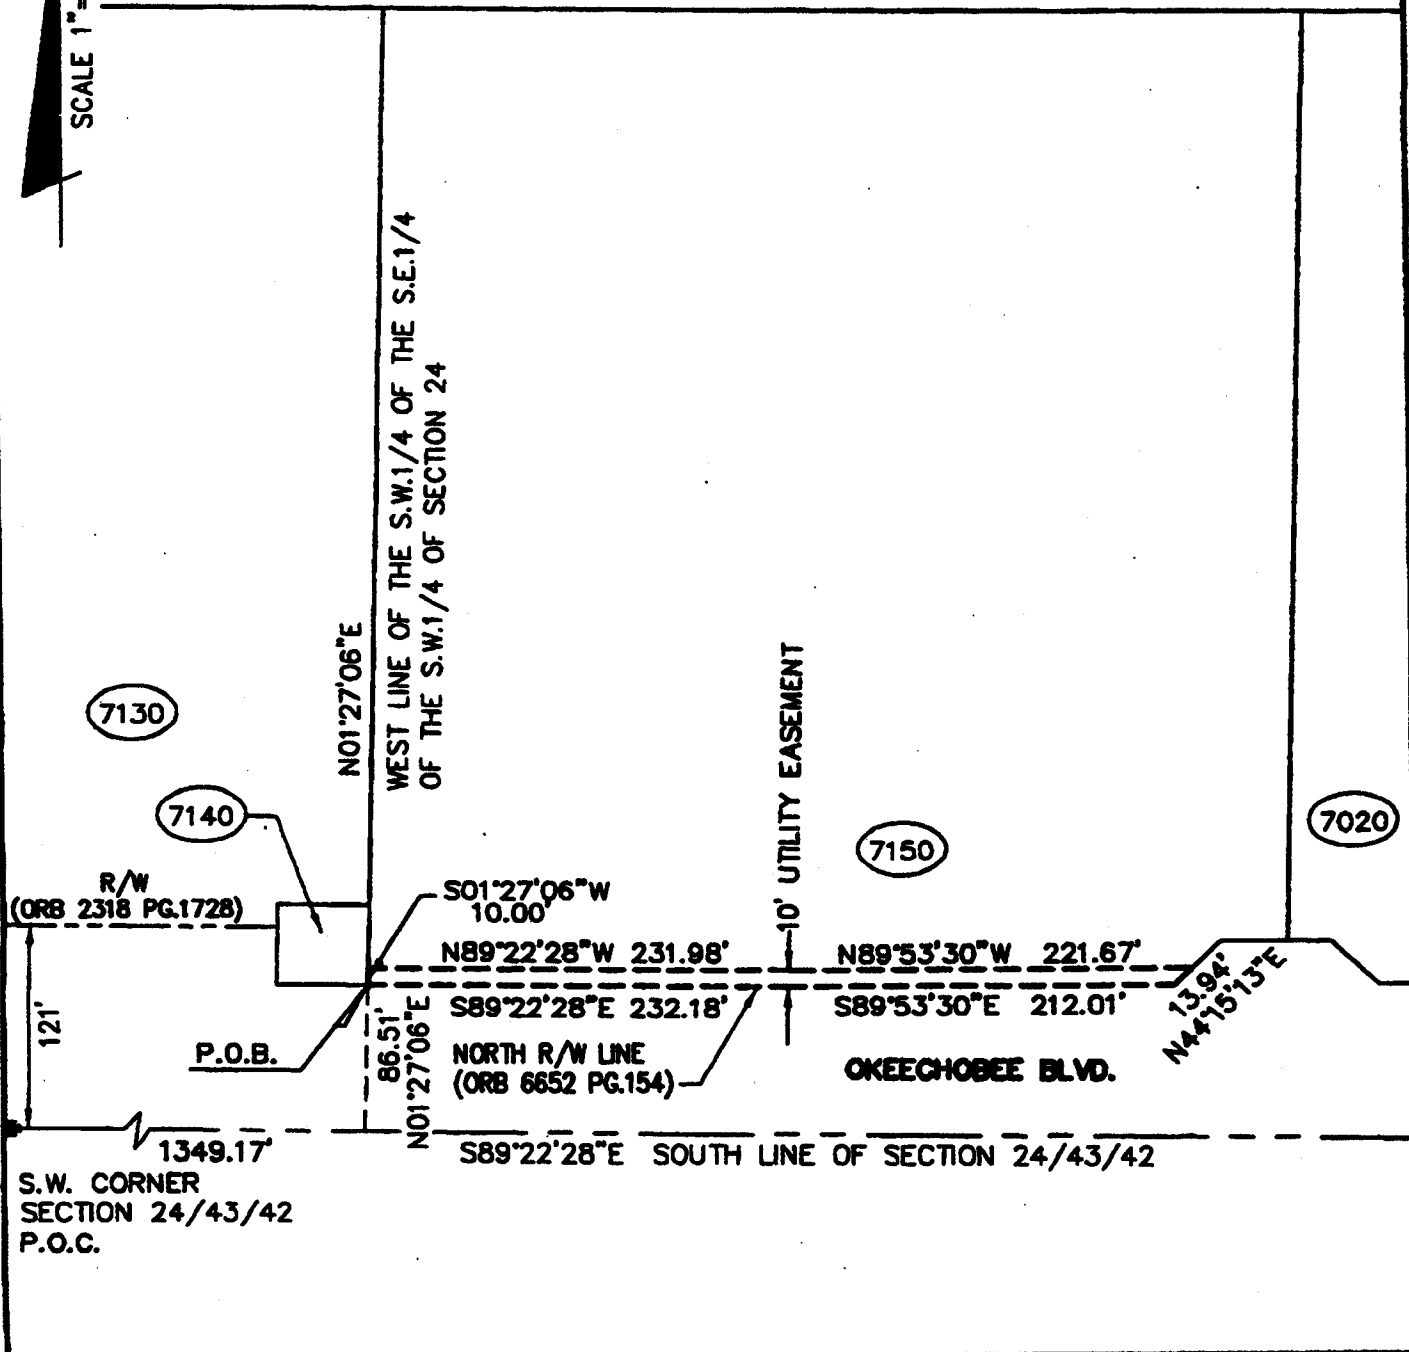 SCALE 1"=
WEST LINE OF THE S.W.1/4 OF THE S.E.1/4
OF THE S.W.1/4 OF SECTION 24
N01°27'06"E
10' UTILITY EASEMENT
7130
7140
7150
7020
R/W
(ORB 2318 PG.1728)
S01°27'06"W
10.00'
N89°22'28"W 231.98'
N89°53'30"W 221.67'
S89°22'28"E 232.18'
S89°53'30"E 212.01'
13.94'
N44°15'13"E
121'
P.O.B.
86.51'
N01°27'06"E
NORTH R/W LINE
(ORB 6652 PG.154)
OKEECHOBEE BLVD.
1349.17'
S89°22'28"E SOUTH LINE OF SECTION 24/43/42
S.W. CORNER
SECTION 24/43/42
P.O.C.